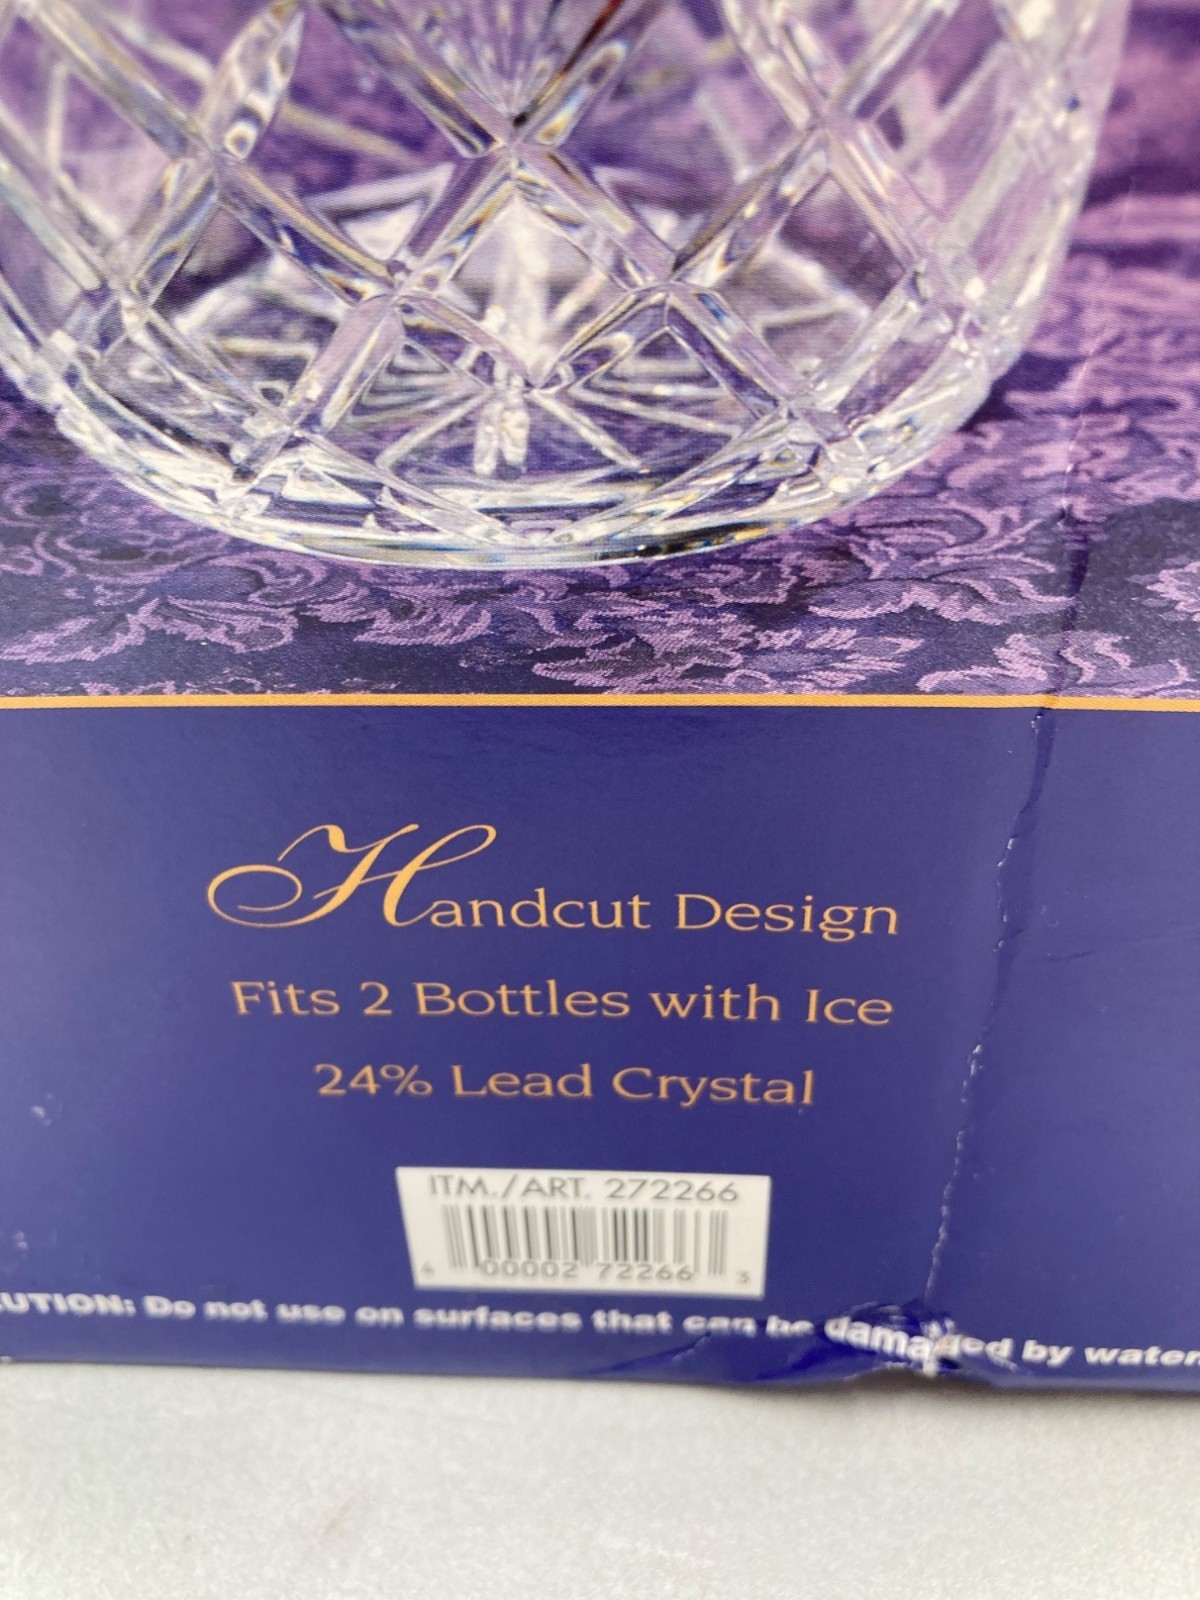 Handcut Design
Fits 2 Bottles with Ice
24% Lead Crystal
ITM./ART. 272266
4 00002 72266 3
UTION: Do not use on surfaces that can be damaged by water